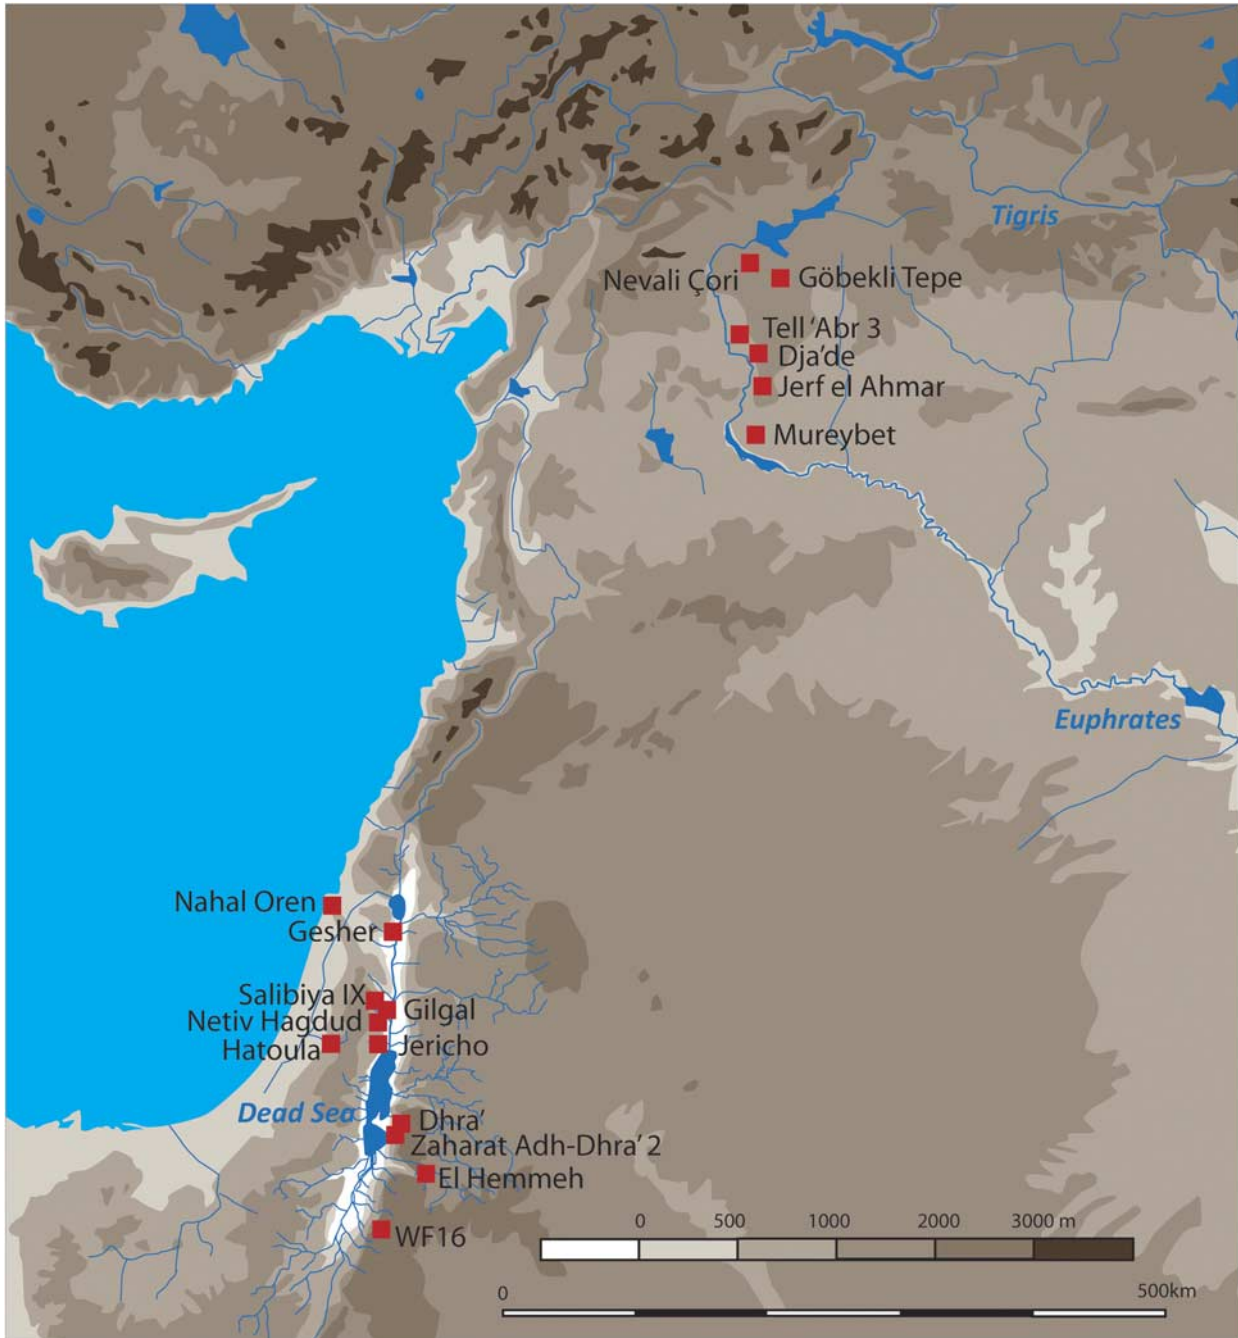 Tigris
Nevali Çori
Göbekli Tepe
Tell 'Abr 3
Dja'de
Jerf el Ahmar
Mureybet
Euphrates
Nahal Oren
Gesher
Salibiya IX
Gilgal
Netiv Hagdud
Hatoula
Jericho
Dead Sea
Dhra'
Zaharat Adh-Dhra' 2
El Hemmeh
WF16
0 500 1000 2000 3000 m
0 500km